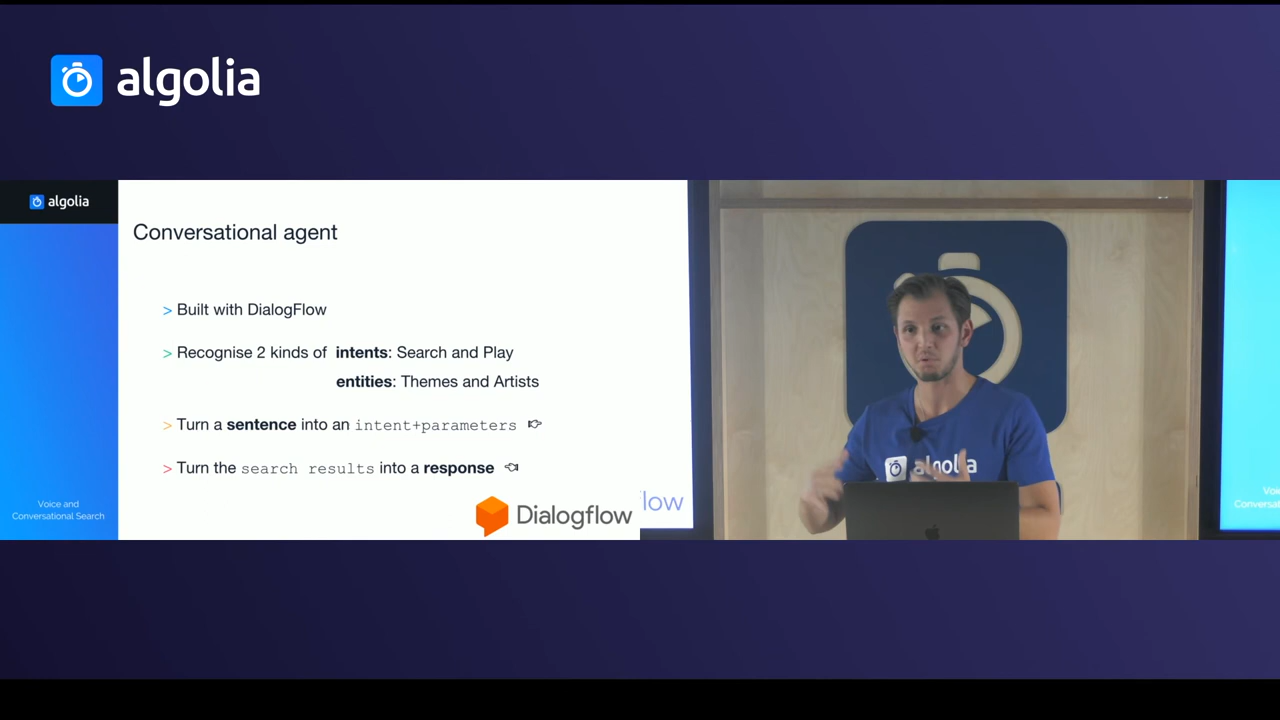 algolia
algolia
Conversational agent
> Built with DialogFlow
> Recognise 2 kinds of intents: Search and Play
entities: Themes and Artists
> Turn a sentence into an intent+parameters
> Turn the search results into a response
Voice and
Conversational Search
Dialogflow
low
algolia